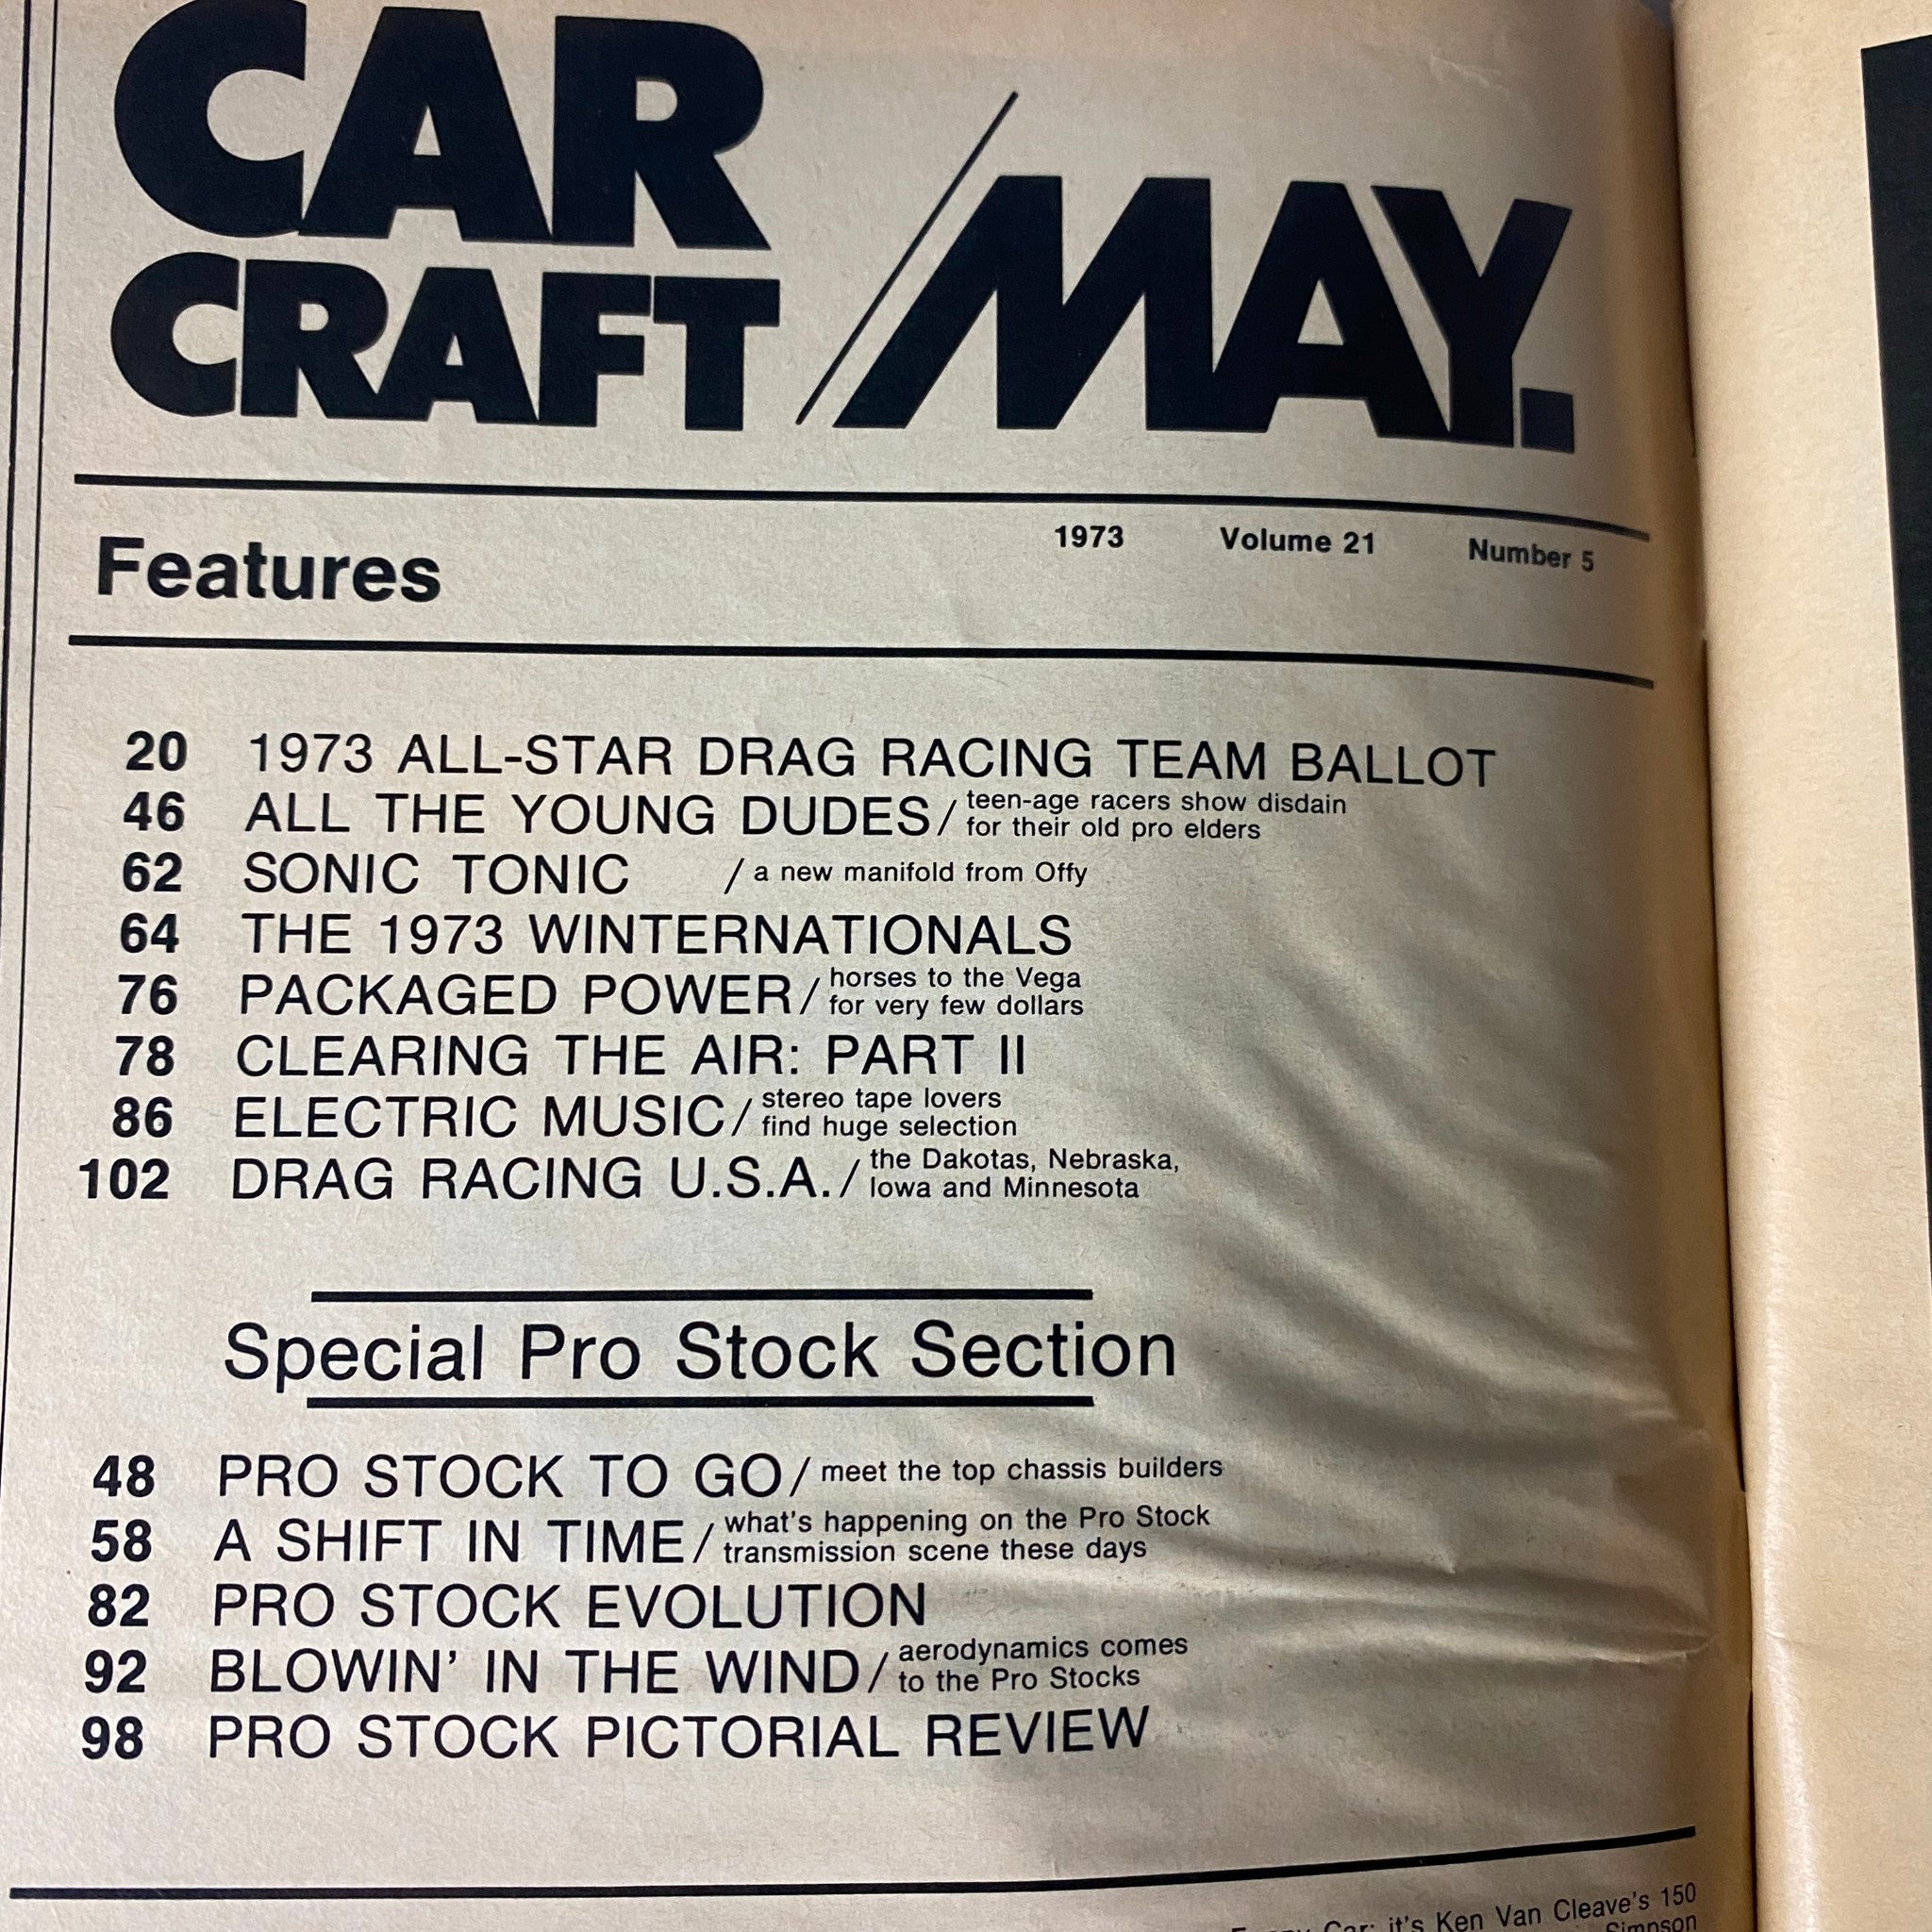 CAR
CRAFT / MAY.
1973 Volume 21 Number 5
Features
20 1973 ALL-STAR DRAG RACING TEAM BALLOT
46 ALL THE YOUNG DUDES / teen-age racers show disdain
for their old pro elders
62 SONIC TONIC / a new manifold from Offy
64 THE 1973 WINTERNATIONALS
76 PACKAGED POWER / horses to the Vega
for very few dollars
78 CLEARING THE AIR: PART II
86 ELECTRIC MUSIC / stereo tape lovers
find huge selection
102 DRAG RACING U.S.A. / the Dakotas, Nebraska,
Iowa and Minnesota
Special Pro Stock Section
48 PRO STOCK TO GO / meet the top chassis builders
58 A SHIFT IN TIME / what's happening on the Pro Stock
transmission scene these days
82 PRO STOCK EVOLUTION
92 BLOWIN' IN THE WIND / aerodynamics comes
to the Pro Stocks
98 PRO STOCK PICTORIAL REVIEW
Car: it's Ken Van Cleave's 150
Simpson